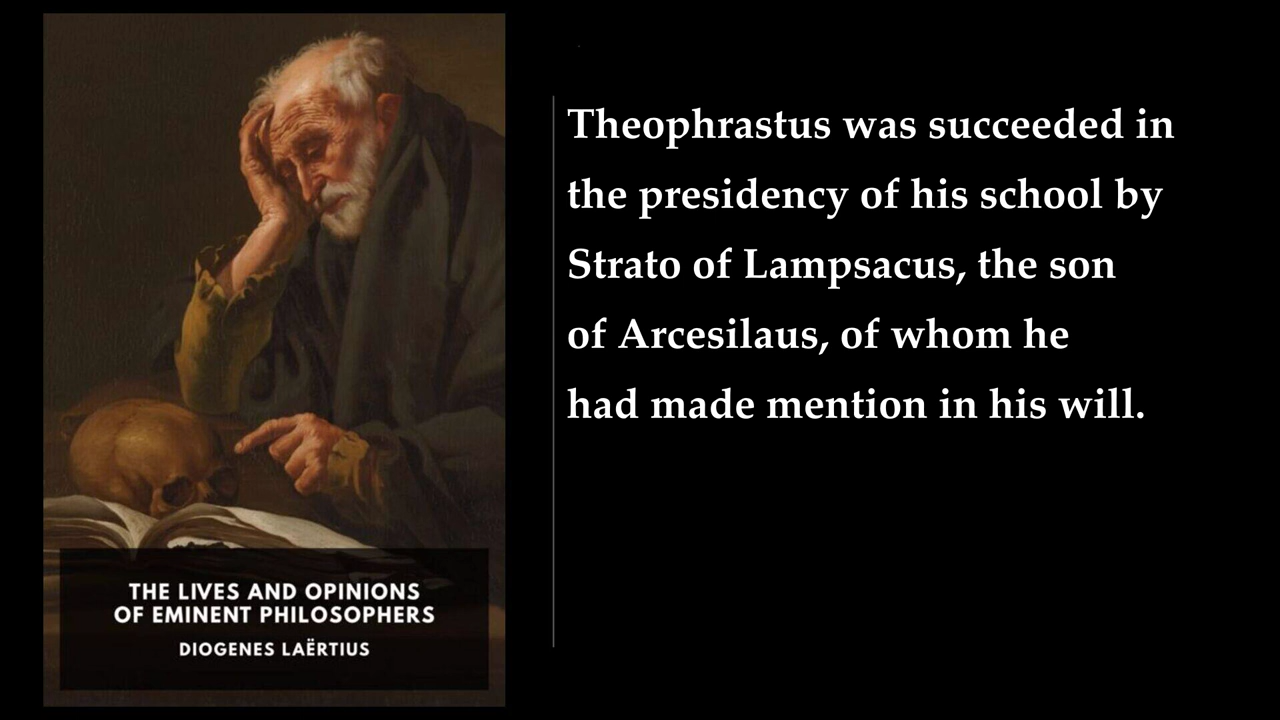 THE LIVES AND OPINIONS
OF EMINENT PHILOSOPHERS
DIOGENES LAËRTIUS
Theophrastus was succeeded in
the presidency of his school by
Strato of Lampsacus, the son
of Arcesilaus, of whom he
had made mention in his will.